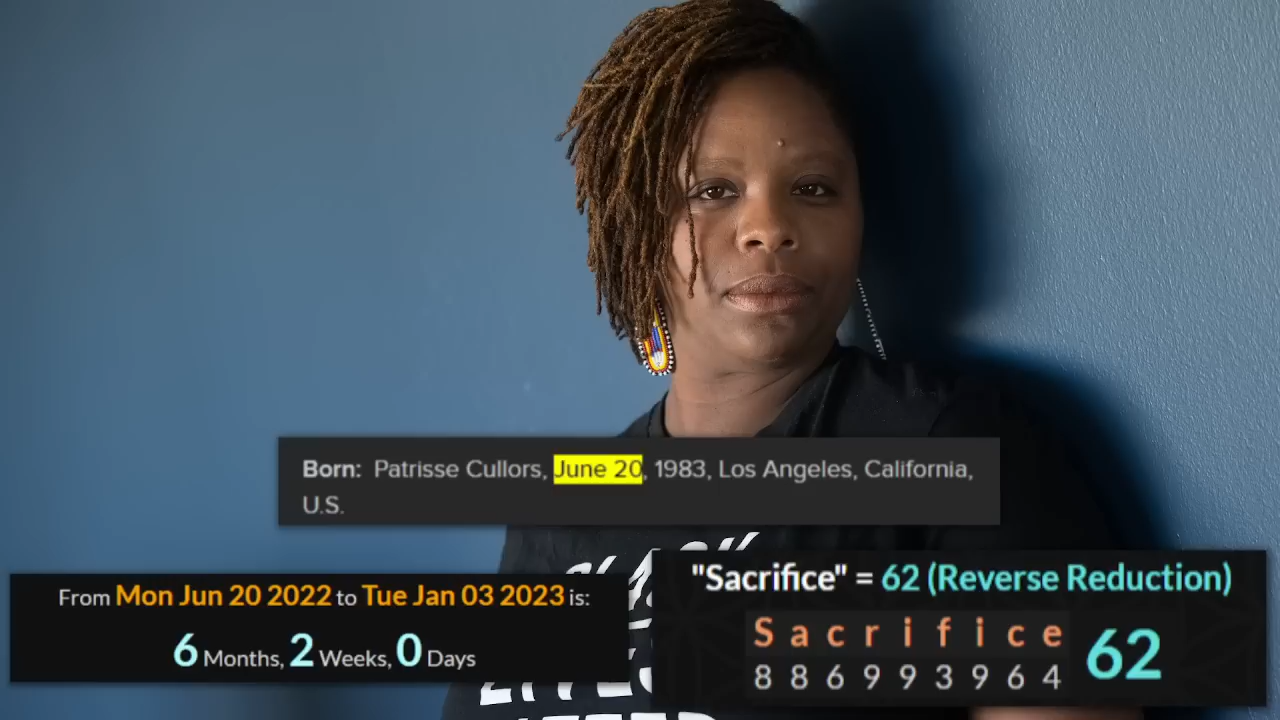 Born: Patrisse Cullors, June 20, 1983, Los Angeles, California,
U.S.
From Mon Jun 20 2022 to Tue Jan 03 2023 is:
6 Months, 2 Weeks, 0 Days
"Sacrifice" = 62 (Reverse Reduction)
S a c r i f i c e 62
8 8 6 9 9 3 9 6 4